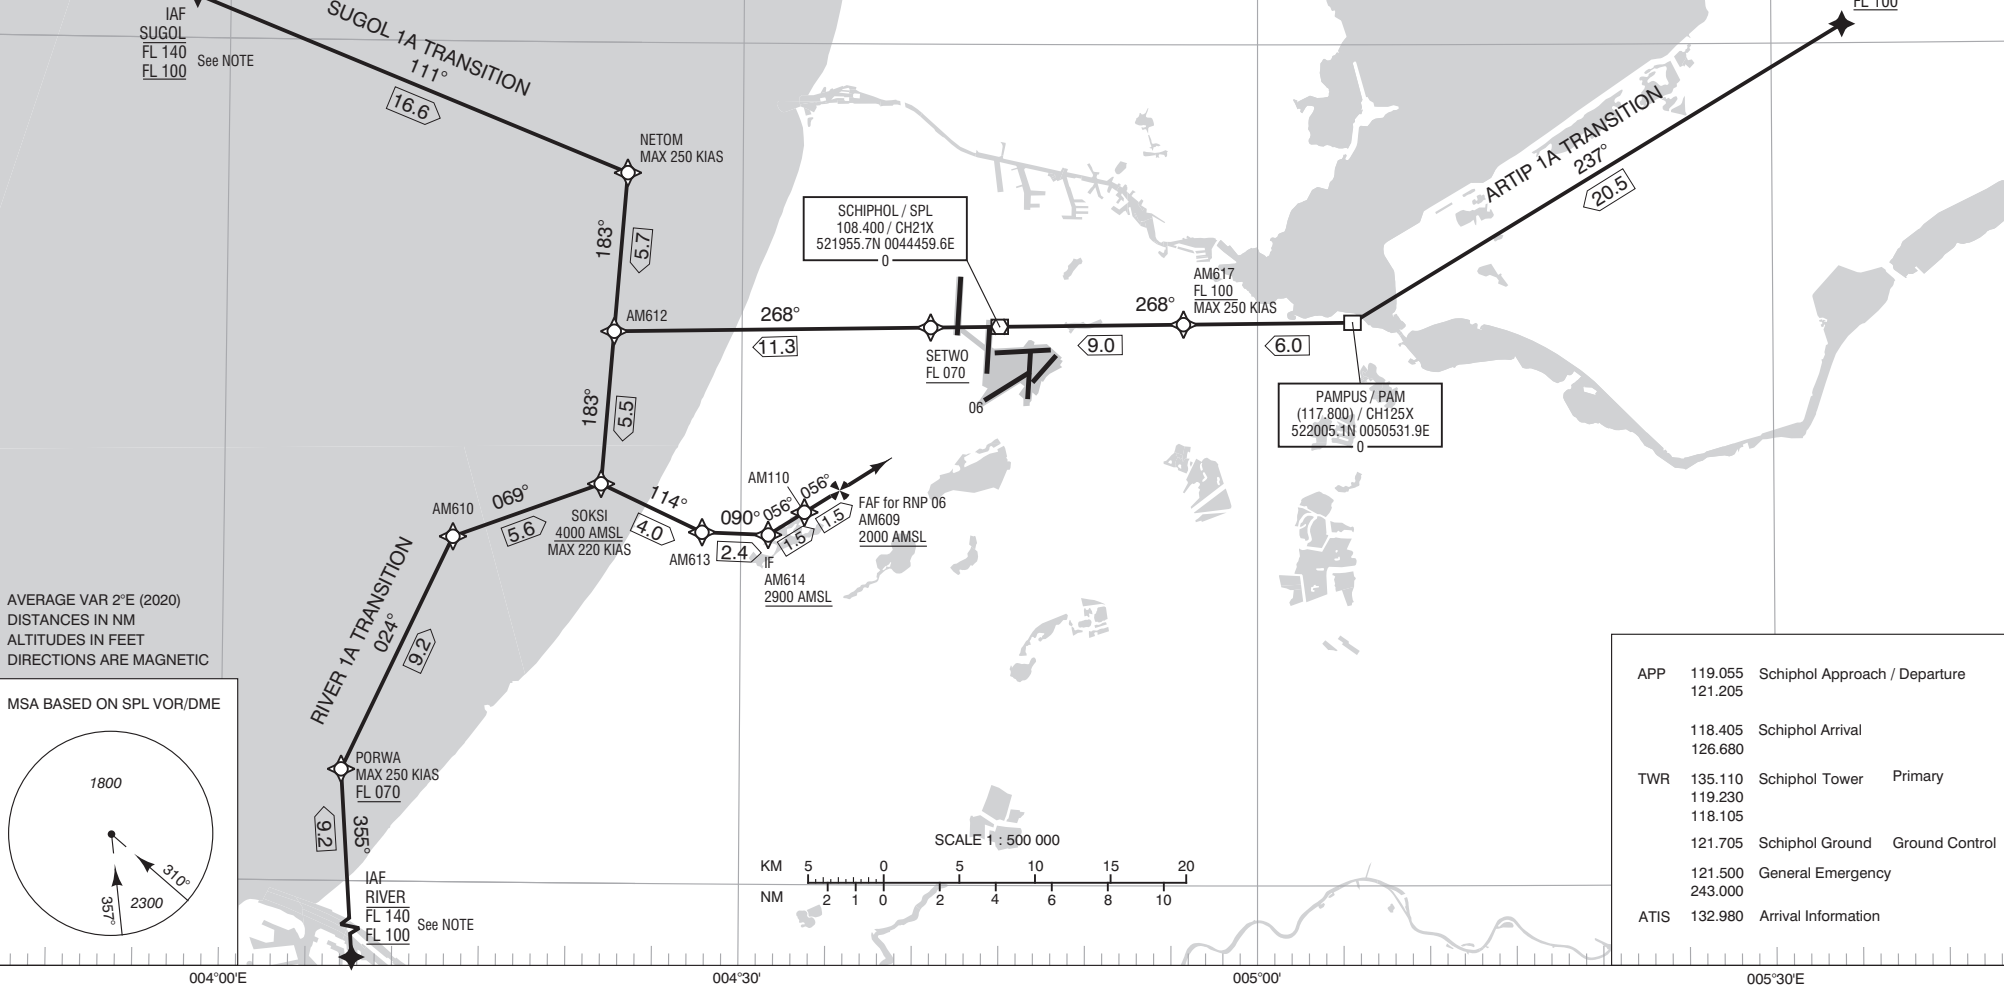 IAF
SUGOL
FL 140
FL 100
See NOTE
SUGOL 1A TRANSITION
111°
16.6
NETOM
MAX 250 KIAS
183°
5.7
AM612
183°
5.5
268°
11.3
SCHIPHOL / SPL
108.400 / CH21X
521955.7N 0044459.6E
0
SETWO
FL 070
06
268°
9.0
AM617
FL 100
MAX 250 KIAS
6.0
FL 100
ARTIP 1A TRANSITION
237°
20.5
PAMPUS / PAM
(117.800) / CH125X
522005.1N 0050531.9E
0
AM610
069°
5.6
SOKSI
4000 AMSL
MAX 220 KIAS
114°
4.0
AM613
090°
2.4
IF
AM614
2900 AMSL
056°
1.5
AM110
056°
1.5
FAF for RNP 06
AM609
2000 AMSL
RIVER 1A TRANSITION
024°
9.2
PORWA
MAX 250 KIAS
FL 070
355°
9.2
IAF
RIVER
FL 140
FL 100
See NOTE
AVERAGE VAR 2°E (2020)
DISTANCES IN NM
ALTITUDES IN FEET
DIRECTIONS ARE MAGNETIC
MSA BASED ON SPL VOR/DME
1800
310°
357°
2300
SCALE 1 : 500 000
KM 5 0 5 10 15 20
NM 2 1 0 2 4 6 8 10
APP 119.055 Schiphol Approach / Departure
121.205
118.405 Schiphol Arrival
126.680
TWR 135.110 Schiphol Tower Primary
119.230
118.105
121.705 Schiphol Ground Ground Control
121.500 General Emergency
243.000
ATIS 132.980 Arrival Information
004°00'E 004°30' 005°00' 005°30'E